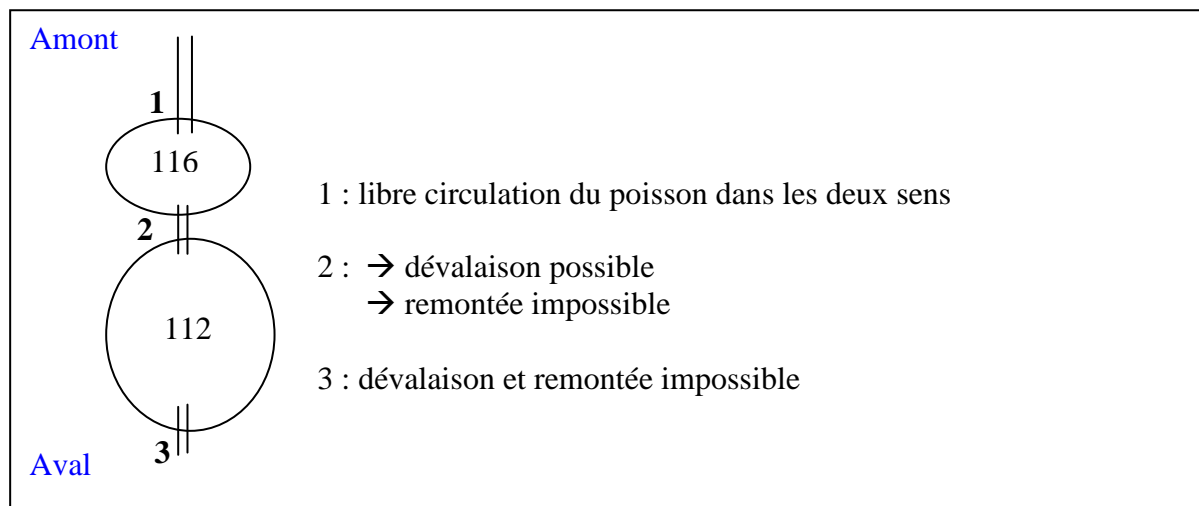 Amont
1
116
1 : libre circulation du poisson dans les deux sens
2
2 : → dévalaison possible
→ remontée impossible
112
3 : dévalaison et remontée impossible
3
Aval